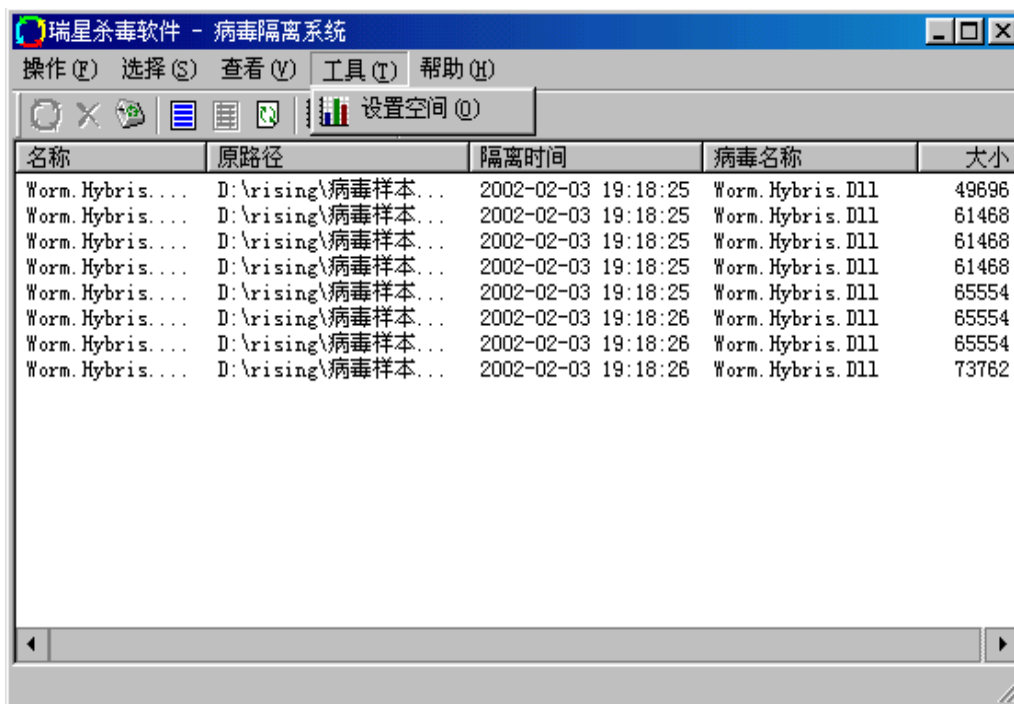 瑞星杀毒软件 - 病毒隔离系统
操作(F) 选择(S) 查看(V) 工具(T) 帮助(H)
设置空间(O)
名称 原路径 隔离时间 病毒名称 大小
Worm.Hybris.... D:\rising\病毒样本... 2002-02-03 19:18:25 Worm.Hybris.Dll 49696
Worm.Hybris.... D:\rising\病毒样本... 2002-02-03 19:18:25 Worm.Hybris.Dll 61468
Worm.Hybris.... D:\rising\病毒样本... 2002-02-03 19:18:25 Worm.Hybris.Dll 61468
Worm.Hybris.... D:\rising\病毒样本... 2002-02-03 19:18:25 Worm.Hybris.Dll 61468
Worm.Hybris.... D:\rising\病毒样本... 2002-02-03 19:18:25 Worm.Hybris.Dll 65554
Worm.Hybris.... D:\rising\病毒样本... 2002-02-03 19:18:26 Worm.Hybris.Dll 65554
Worm.Hybris.... D:\rising\病毒样本... 2002-02-03 19:18:26 Worm.Hybris.Dll 65554
Worm.Hybris.... D:\rising\病毒样本... 2002-02-03 19:18:26 Worm.Hybris.Dll 73762